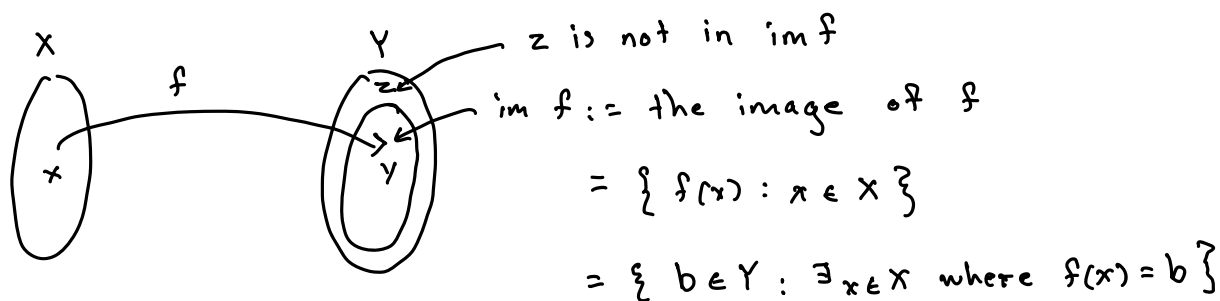 X
Y
z is not in im f
f
z
im f := the image of f
x
y
= { f(x) : x ∈ X }
= { b ∈ Y : ∃ x ∈ X where f(x) = b }